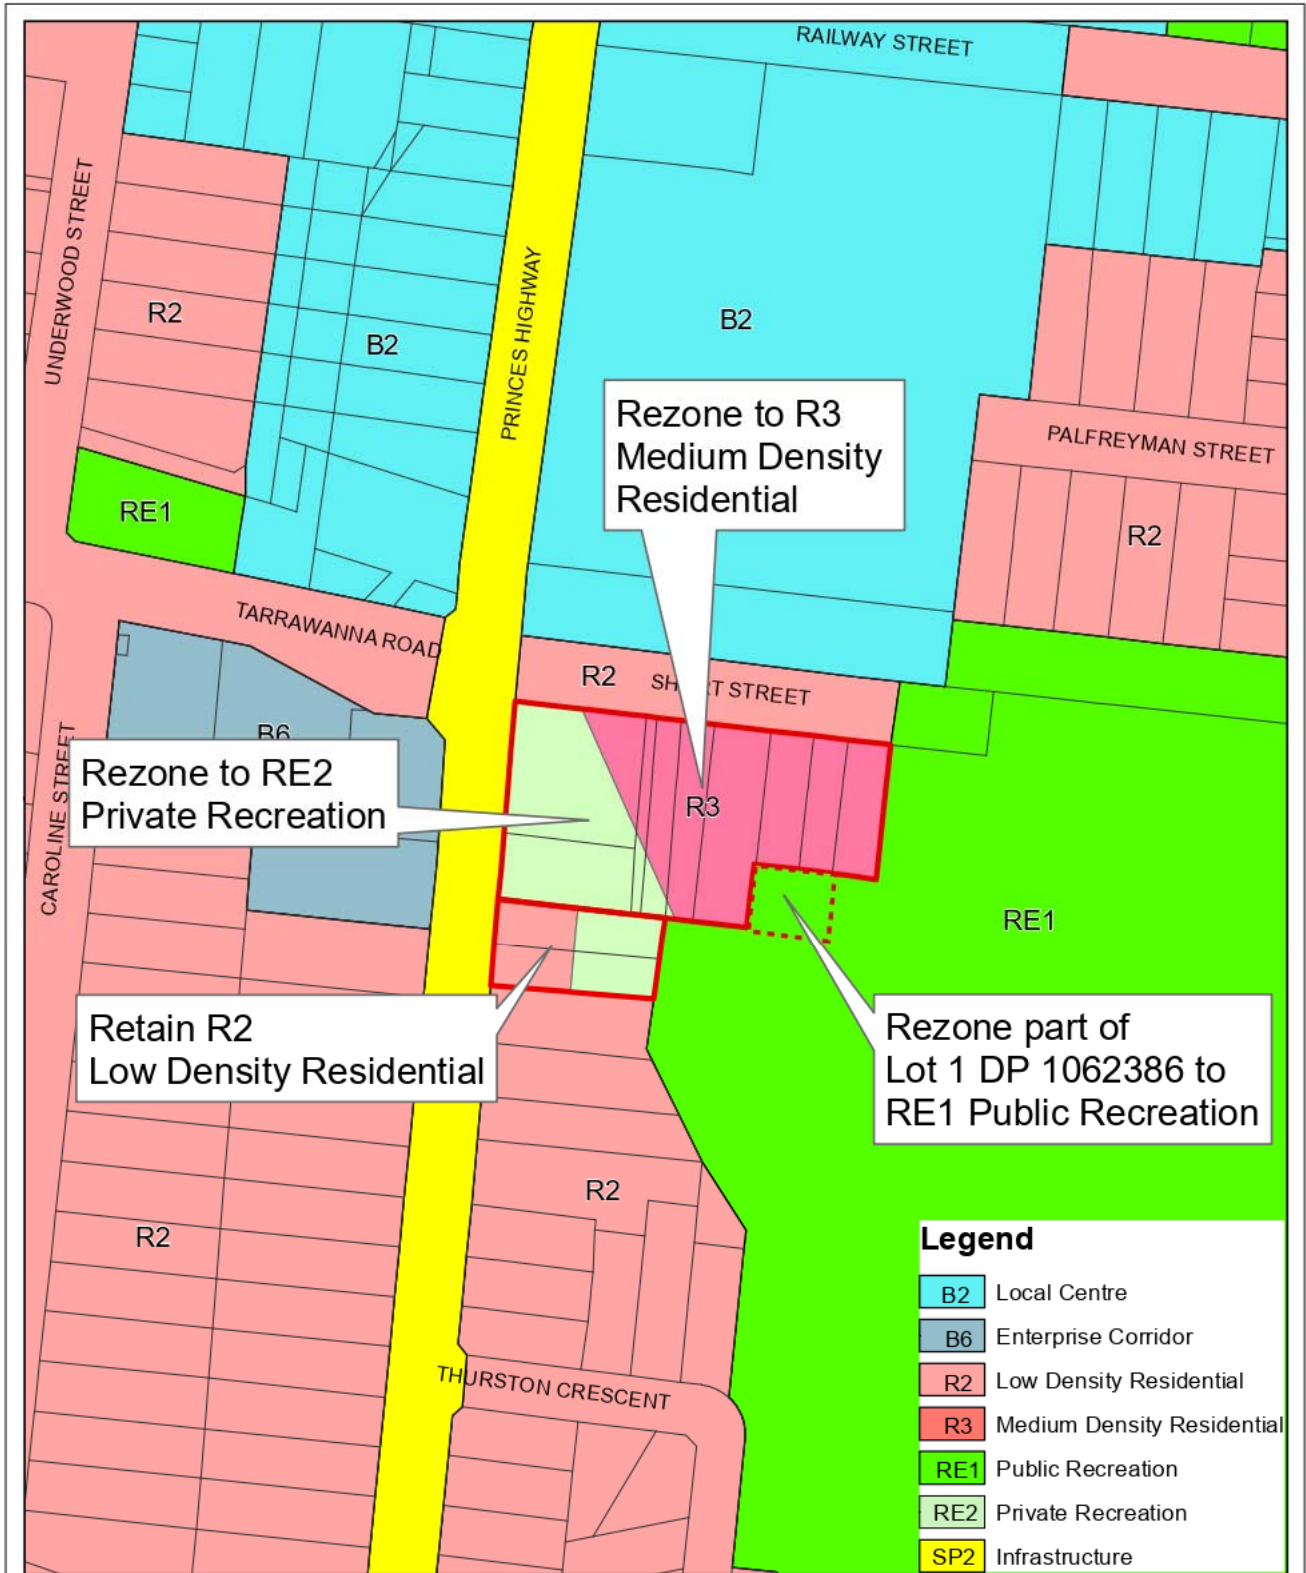 RAILWAY STREET
UNDERWOOD STREET
R2
B2
PRINCES HIGHWAY
B2
Rezone to R3
Medium Density
Residential
PALFREYMAN STREET
R2
RE1
TARRAWANNA ROAD
R2
SHORT STREET
B6
CAROLINE STREET
Rezone to RE2
Private Recreation
R3
RE1
Retain R2
Low Density Residential
Rezone part of
Lot 1 DP 1062386 to
RE1 Public Recreation
R2
R2
THURSTON CRESCENT
Legend
B2 Local Centre
B6 Enterprise Corridor
R2 Low Density Residential
R3 Medium Density Residential
RE1 Public Recreation
RE2 Private Recreation
SP2 Infrastructure